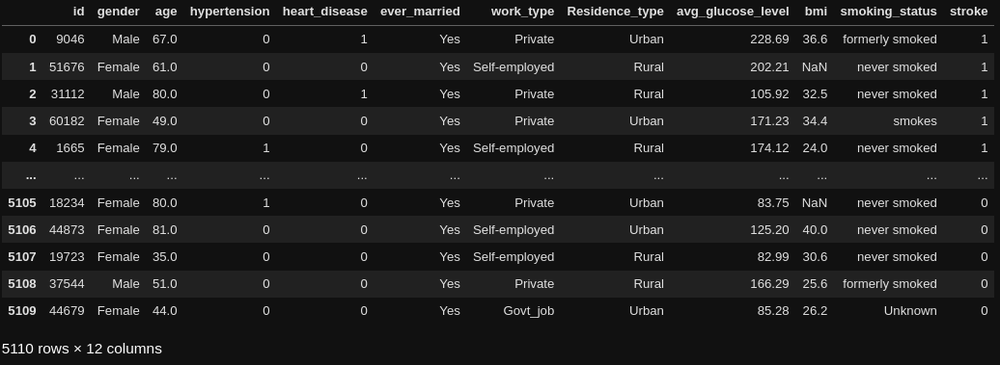 id gender age hypertension heart_disease ever_married work_type Residence_type avg_glucose_level bmi smoking_status stroke
0 9046 Male 67.0 0 1 Yes Private Urban 228.69 36.6 formerly smoked 1
1 51676 Female 61.0 0 0 Yes Self-employed Rural 202.21 NaN never smoked 1
2 31112 Male 80.0 0 1 Yes Private Rural 105.92 32.5 never smoked 1
3 60182 Female 49.0 0 0 Yes Private Urban 171.23 34.4 smokes 1
4 1665 Female 79.0 1 0 Yes Self-employed Rural 174.12 24.0 never smoked 1
... ... ... ... ... ... ... ... ... ... ... ... ...
5105 18234 Female 80.0 1 0 Yes Private Urban 83.75 NaN never smoked 0
5106 44873 Female 81.0 0 0 Yes Self-employed Urban 125.20 40.0 never smoked 0
5107 19723 Female 35.0 0 0 Yes Self-employed Rural 82.99 30.6 never smoked 0
5108 37544 Male 51.0 0 0 Yes Private Rural 166.29 25.6 formerly smoked 0
5109 44679 Female 44.0 0 0 Yes Govt_job Urban 85.28 26.2 Unknown 0
5110 rows × 12 columns